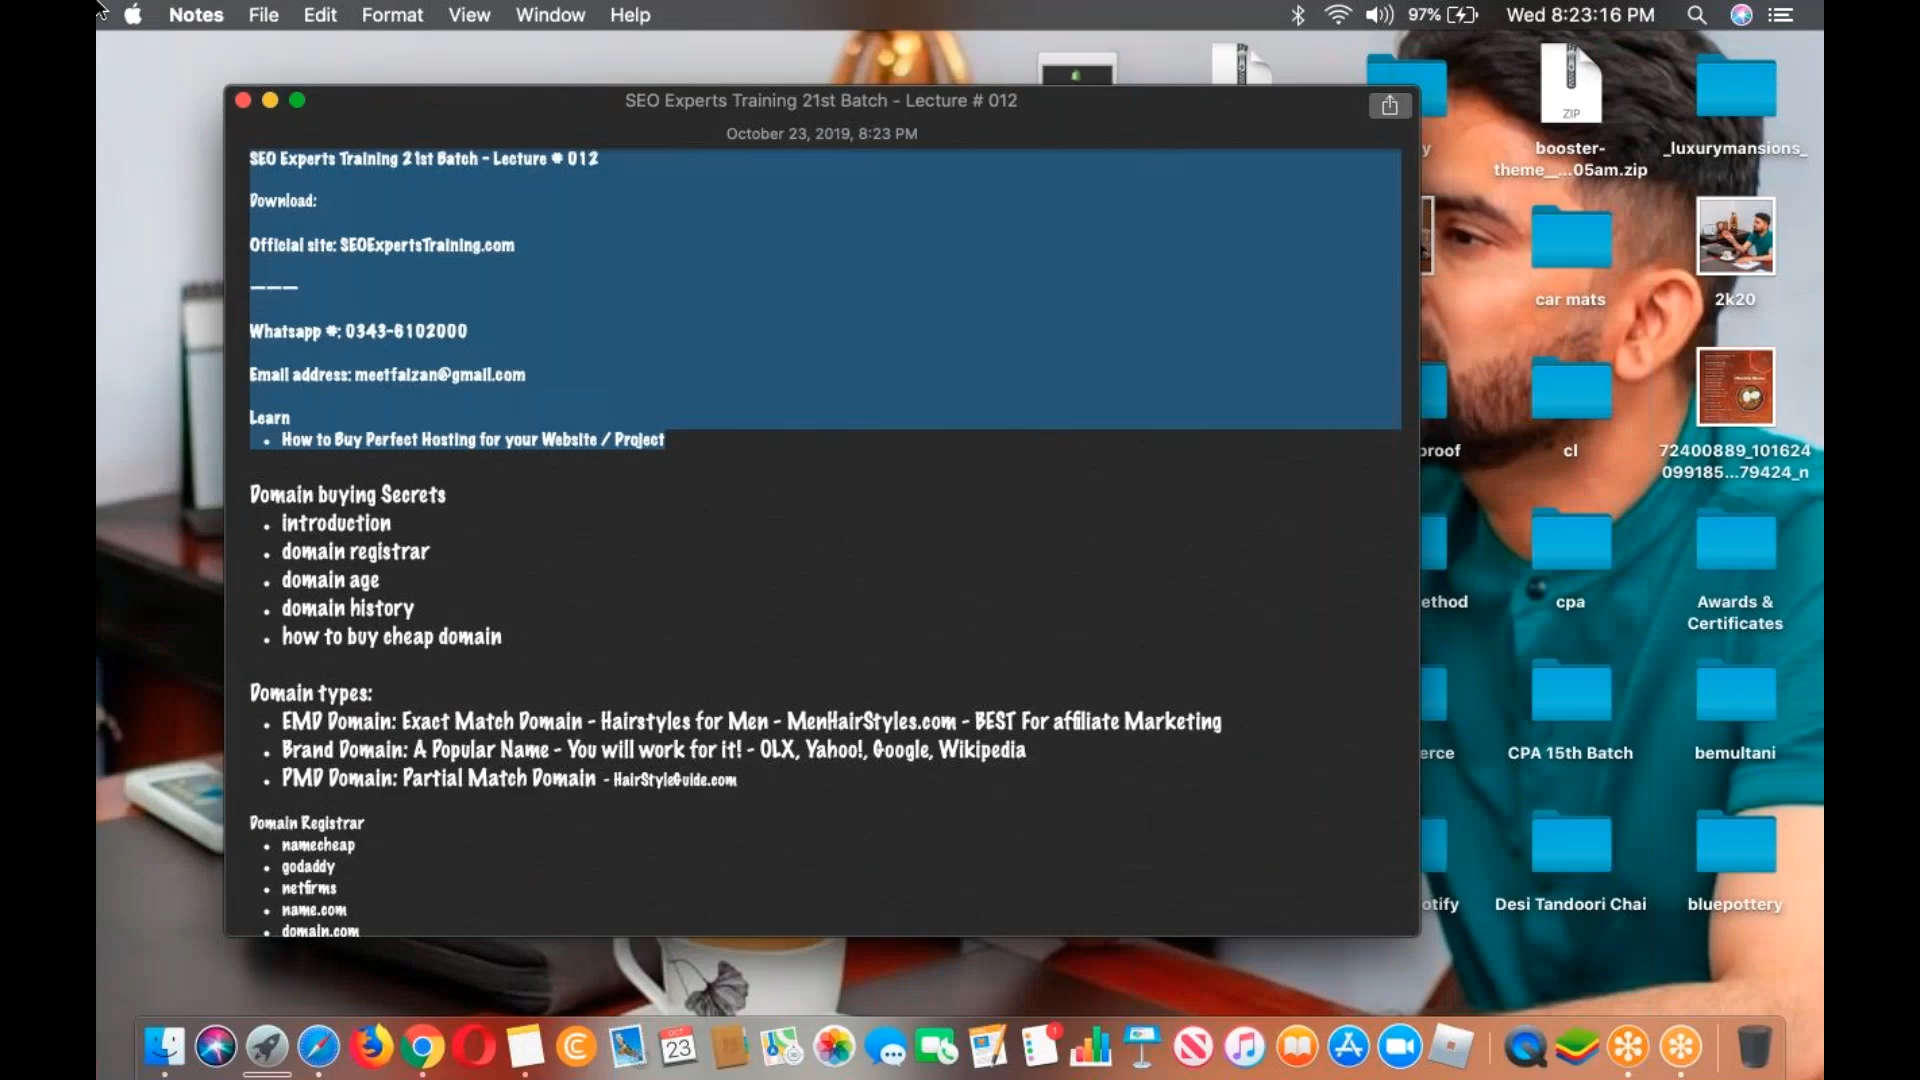 Notes File Edit Format View Window Help 97% Wed 8:23:16 PM
SEO Experts Training 21st Batch - Lecture # 012
October 23, 2019, 8:23 PM
SEO Experts Training 21st Batch - Lecture # 012
Download:
Official site: SEOExpertsTraining.com
———
Whatsapp #: 0343-6102000
Email address: meetfaizan@gmail.com
Learn
• How to Buy Perfect Hosting for your Website / Project
Domain buying Secrets
• introduction
• domain registrar
• domain age
• domain history
• how to buy cheap domain
Domain types:
• EMD Domain: Exact Match Domain - Hairstyles for Men - MenHairStyles.com - BEST For affiliate Marketing
• Brand Domain: A Popular Name - You will work for it! - OLX, Yahoo!, Google, Wikipedia
• PMD Domain: Partial Match Domain - HairStyleGuide.com
Domain Registrar
• namecheap
• godaddy
• netfirms
• name.com
• domain.com
ZIP
y
booster-
theme__...05am.zip
_luxurymansions_
car mats
2k20
proof
cl
72400889_101624
099185...79424_n
ethod
cpa
Awards &
Certificates
erce
CPA 15th Batch
bemultani
otify
Desi Tandoori Chai
bluepottery
OCT
23
1